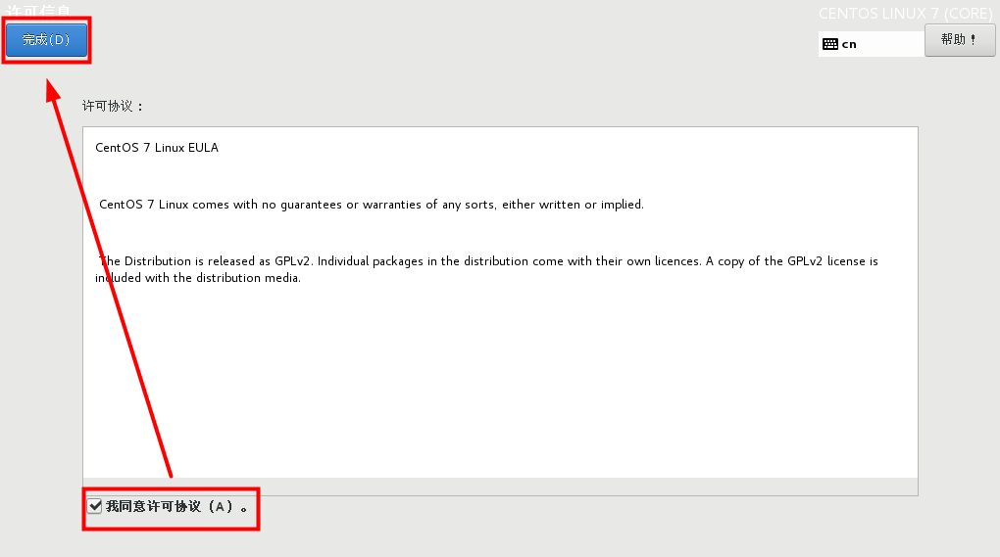 许可信息
CENTOS LINUX 7 (CORE)
完成(D)
cn
帮助！
许可协议：
CentOS 7 Linux EULA
CentOS 7 Linux comes with no guarantees or warranties of any sorts, either written or implied.
The Distribution is released as GPLv2. Individual packages in the distribution come with their own licences. A copy of the GPLv2 license is
included with the distribution media.
我同意许可协议（A）。